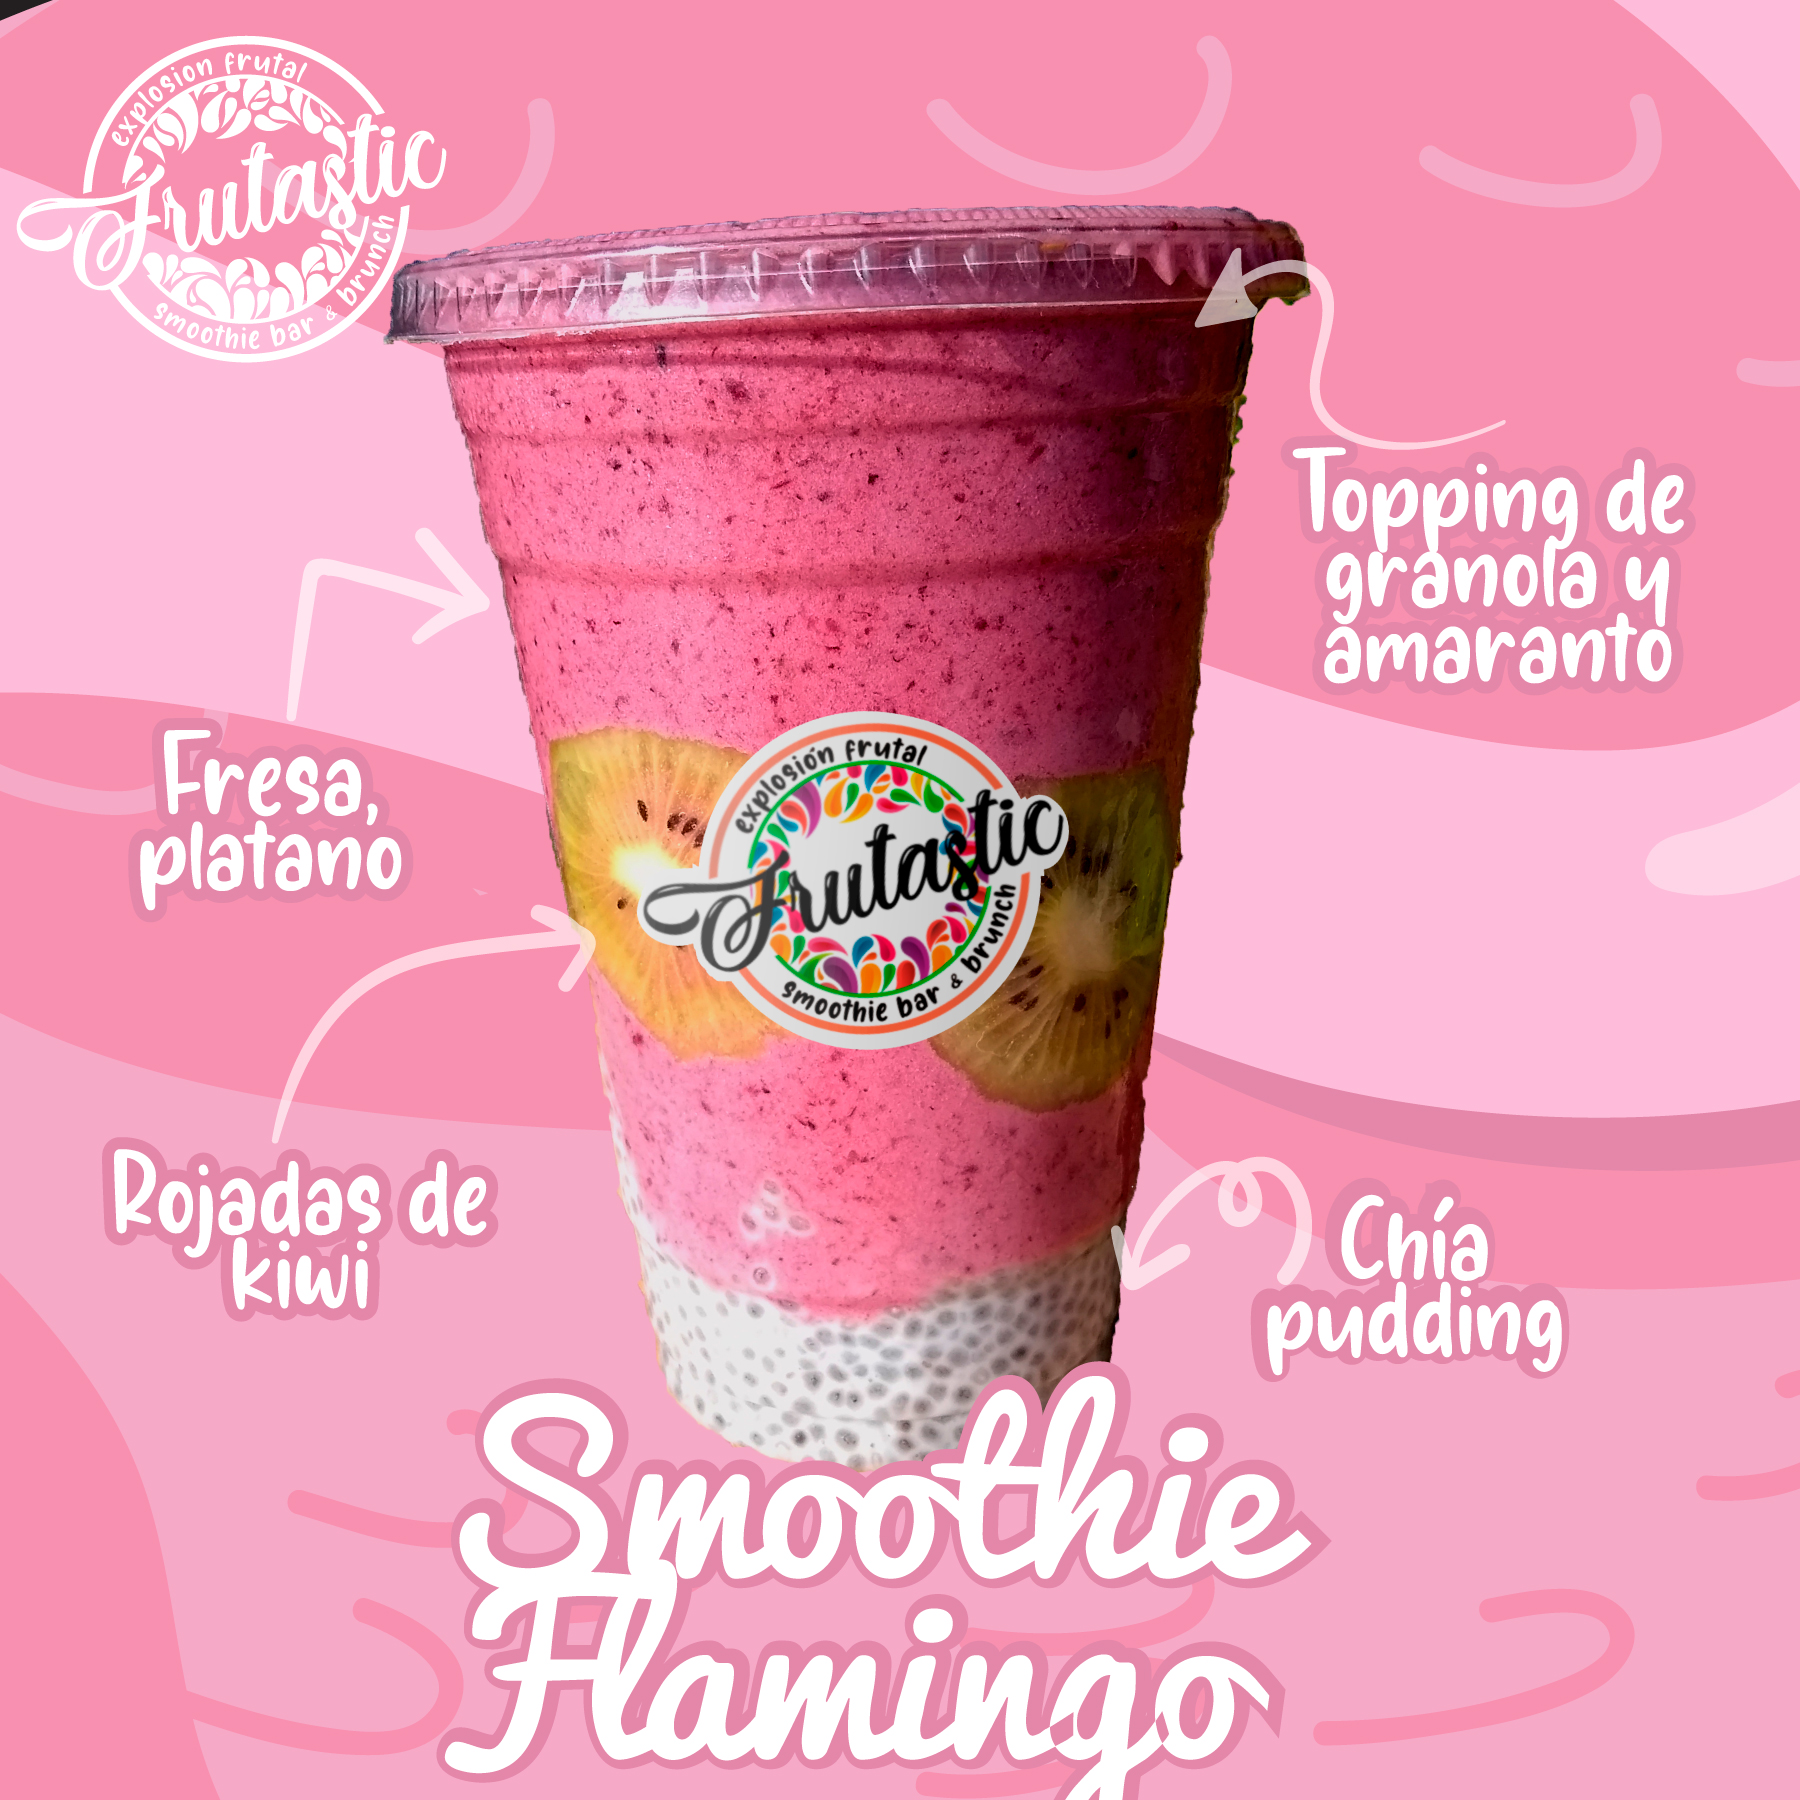 explosion frutal
Frutastic
smoothie bar & brunch
Topping de
granola y
amaranto
Fresa,
platano
explosión frutal
Frutastic
smoothie bar & brunch
Rojadas de
kiwi
Chía
pudding
Smoothie
Flamingo